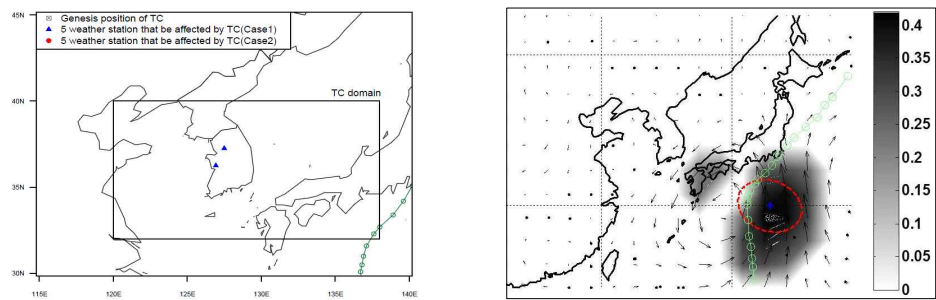 45N
Genesis position of TC
5 weather station that be affected by TC(Case1)
5 weather station that be affected by TC(Case2)
TC domain
40N
35N
30N
115E 120E 125E 130E 135E 140E
0.4
0.35
0.3
0.25
0.2
0.15
0.1
0.05
0